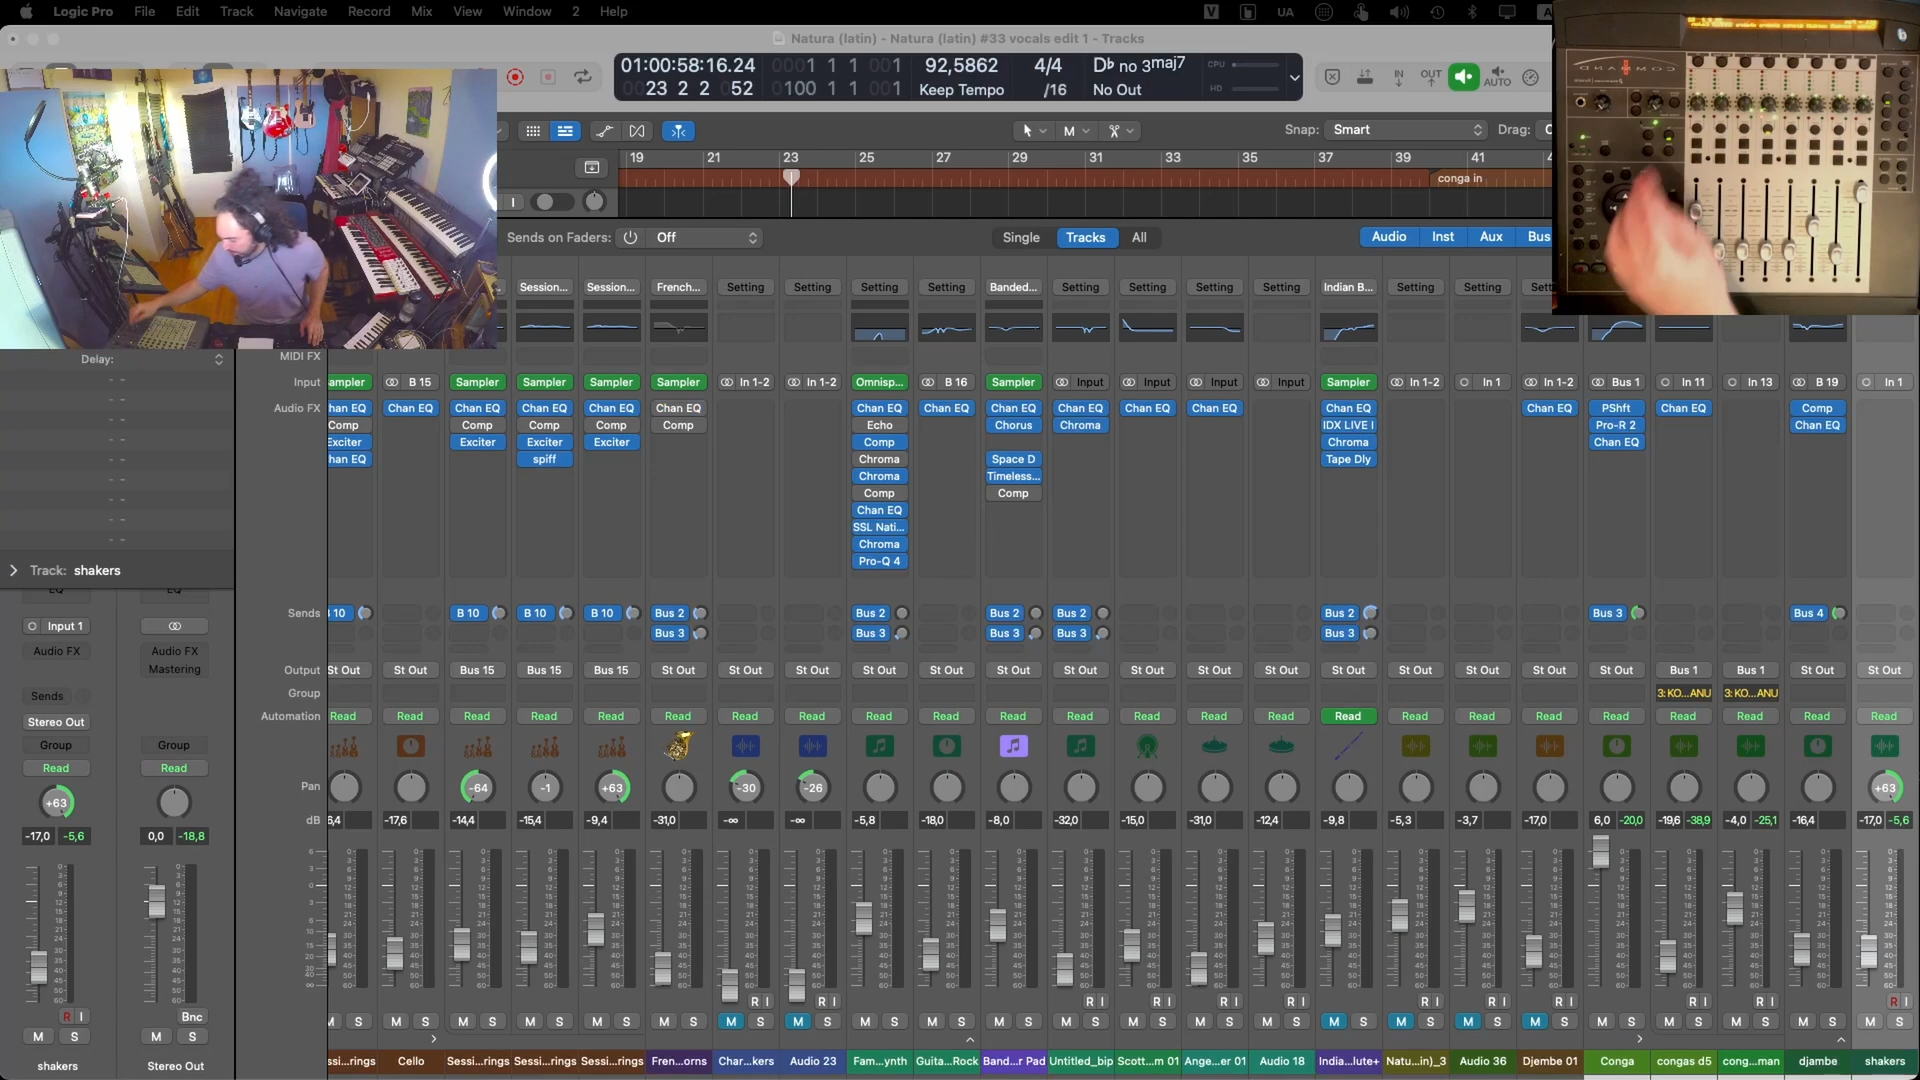 Logic Pro File Edit Track Navigate Record Mix View Window 2 Help
UA
Natura (latin) - Natura (latin) #33 vocals edit 1 - Tracks
01:00:58:16.24 0001 1 1 001 92,5862 4/4 D♭ no 3maj7 CPU
0023 2 2 052 0100 1 1 001 Keep Tempo /16 No Out HD
IN OUT AUTO
M Snap: Smart Drag:
19 21 23 25 27 29 31 33 35 37 39 41
conga in
I
Sends on Faders: Off Single Tracks All Audio Inst Aux Bus
COMMAND
Session... Session... French... Setting Setting Setting Setting Banded... Setting Setting Setting Setting Indian B... Setting Setting
Delay:
MIDI FX
Input ampler B 15 Sampler Sampler Sampler Sampler In 1-2 In 1-2 Omnisp... B 16 Sampler Input Input Input Input Sampler In 1-2 In 1 In 1-2 Bus 1 In 11 In 13 B 19 In 1
Audio FX han EQ Chan EQ Chan EQ Chan EQ Chan EQ Chan EQ Chan EQ Chan EQ Chan EQ Chan EQ Chan EQ Chan EQ Chan EQ Chan EQ PShft Chan EQ Comp
Comp Comp Comp Comp Comp Echo Chorus Chroma IDX LIVE I Pro-R 2 Chan EQ
Exciter Exciter Exciter Exciter Comp Chroma Chan EQ
han EQ spiff Chroma Space D Tape Dly
Chroma Timeless...
Comp Comp
Chan EQ
SSL Nati...
Chroma
Pro-Q 4
Track: shakers
EQ EQ
Sends B 10 B 10 B 10 B 10 Bus 2 Bus 2 Bus 2 Bus 2 Bus 2 Bus 3 Bus 4
Input 1
Bus 3 Bus 3 Bus 3 Bus 3 Bus 3
Audio FX Audio FX
Mastering
Output St Out St Out Bus 15 Bus 15 Bus 15 St Out St Out St Out St Out St Out St Out St Out St Out St Out St Out St Out St Out St Out St Out St Out Bus 1 Bus 1 St Out St Out
Sends
Group 3: KO...ANU 3: KO...ANU
Stereo Out
Automation Read Read Read Read Read Read Read Read Read Read Read Read Read Read Read Read Read Read Read Read Read Read Read Read
Group Group
Read Read
Pan -64 -1 +63 -30 -26 +63
+63
dB 6,4 -17,6 -14,4 -15,4 -9,4 -31,0 -∞ -∞ -5,8 -18,0 -8,0 -32,0 -15,0 -31,0 -12,4 -9,8 -5,3 -3,7 -17,0 6,0 -20,0 -19,6 -38,9 -4,0 -25,1 -16,4 -17,0 -5,6
-17,0 -5,6 0,0 -18,8
R I R I R I R I R I R I R I R I R I R I
R I Bnc
M S M S M S M S M S M S M S M S M S M S M S M S M S M S M S M S M S M S M S M S M S M S M S M S
M S M S
shakers Stereo Out ssi...rings Cello Sessi...rings Sessi...rings Sessi...rings Fren...orns Char...kers Audio 23 Fam...ynth Guita...Rock Band...r Pad Untitled_bip Scott...m 01 Ange...er 01 Audio 18 India...lute+ Natu...in)_3 Audio 36 Djembe 01 Conga congas d5 cong...man djambe shakers